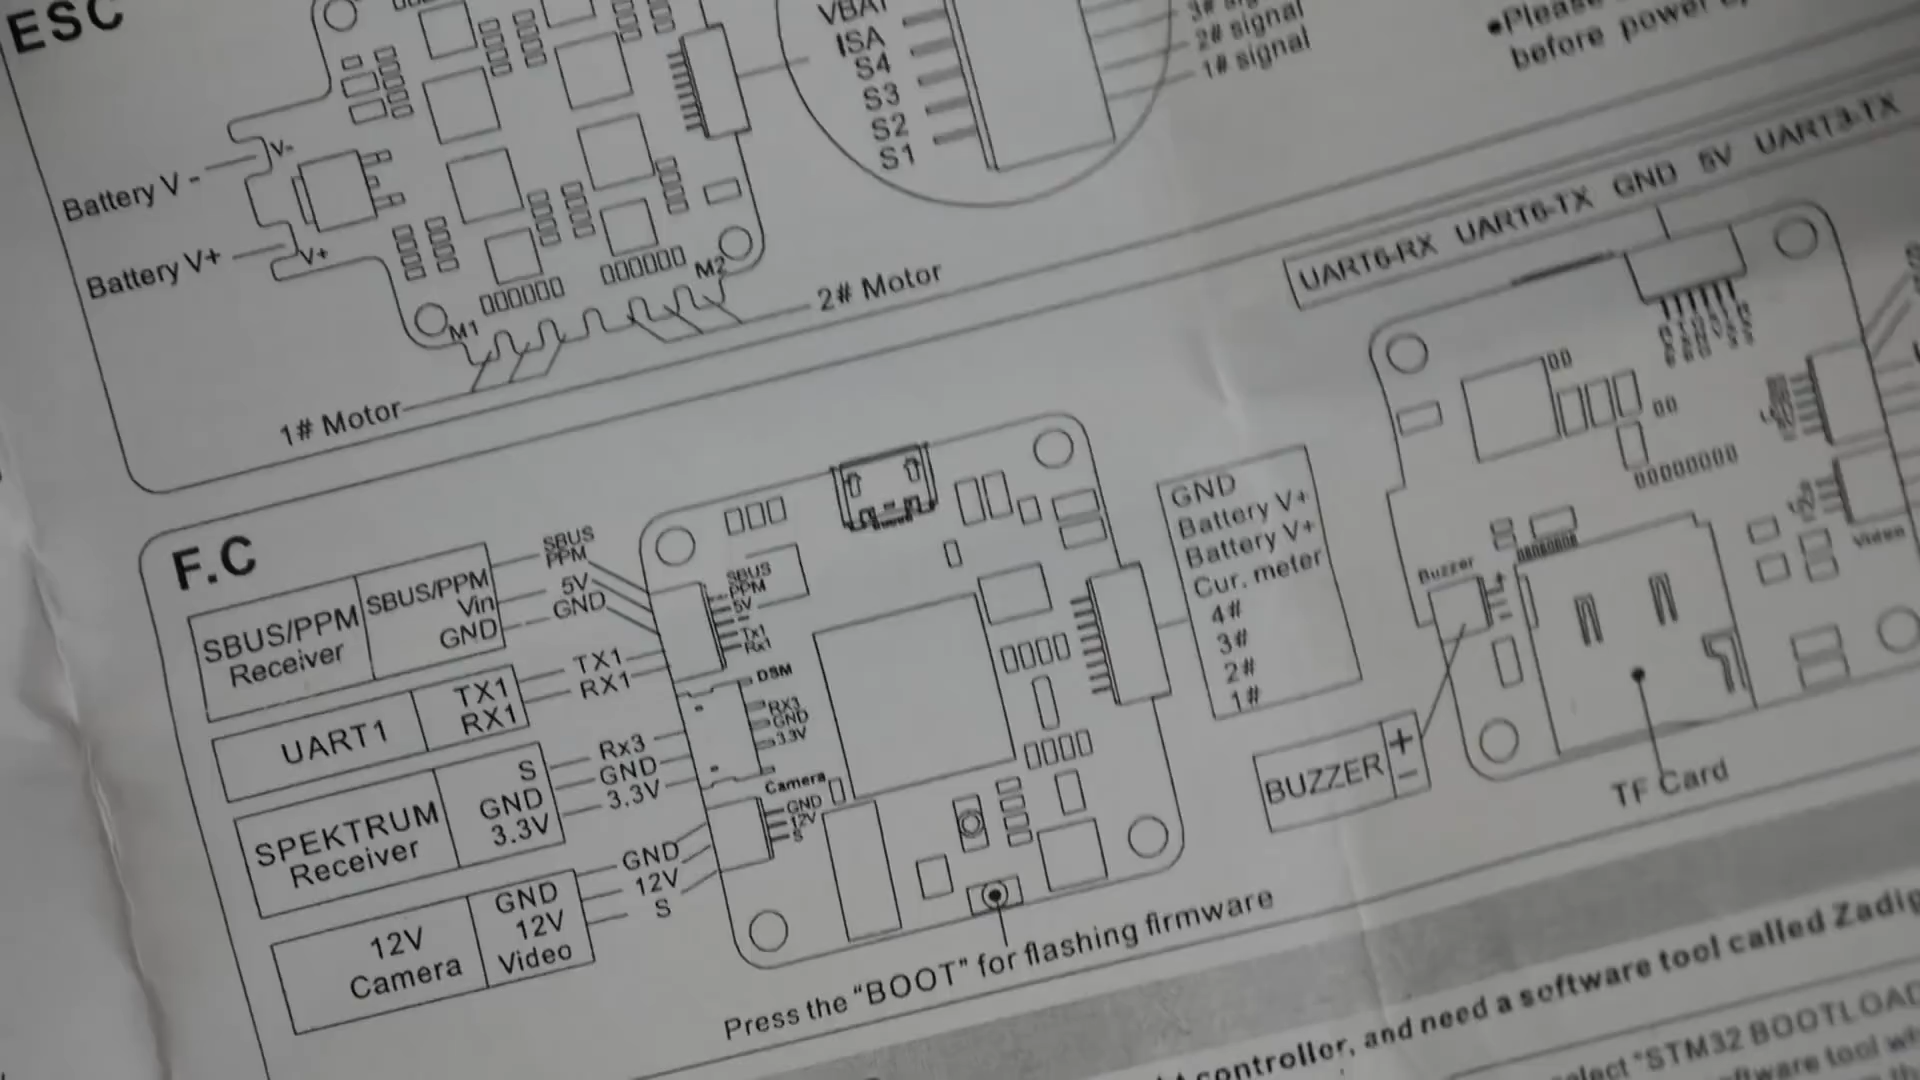 ESC
VBAT
ISA
S4
S3
S2
S1
2# signal
1# signal
•Please
before power
Battery V -
V-
Battery V+
V+
M1
M2
2# Motor
1# Motor
UART6-RX UART6-TX GND 5V UART3-TX
F.C
SBUS/PPM
Receiver
SBUS/PPM
Vin
GND
SBUS
PPM
5V
GND
SBUS
PPM
5V
Tx1
Rx1
UART1
TX1
RX1
TX1
RX1
DSM
RX3
GND
3.3V
SPEKTRUM
Receiver
S
GND
3.3V
Rx3
GND
3.3V
Camera
GND
12V
S
12V
Camera
GND
12V
Video
GND
12V
S
GND
Battery V+
Battery V+
Cur. meter
4#
3#
2#
1#
Buzzer
+
Video
BUZZER
+
-
TF Card
Press the "BOOT" for flashing firmware
controller, and need a software tool called Zadig
"STM32 BOOTLOAD